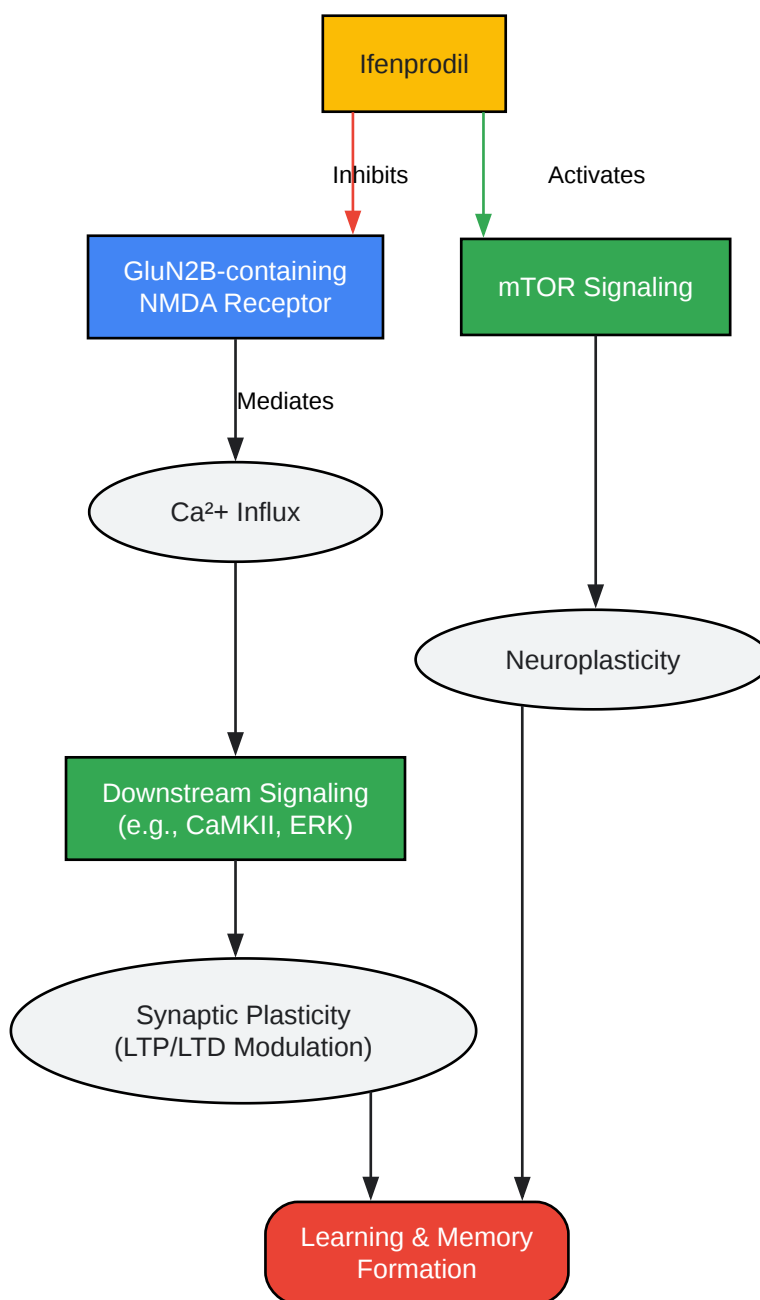 Ifenprodil
Inhibits
Activates
GluN2B-containing
NMDA Receptor
mTOR Signaling
Mediates
Ca²+ Influx
Neuroplasticity
Downstream Signaling
(e.g., CaMKII, ERK)
Synaptic Plasticity
(LTP/LTD Modulation)
Learning & Memory
Formation